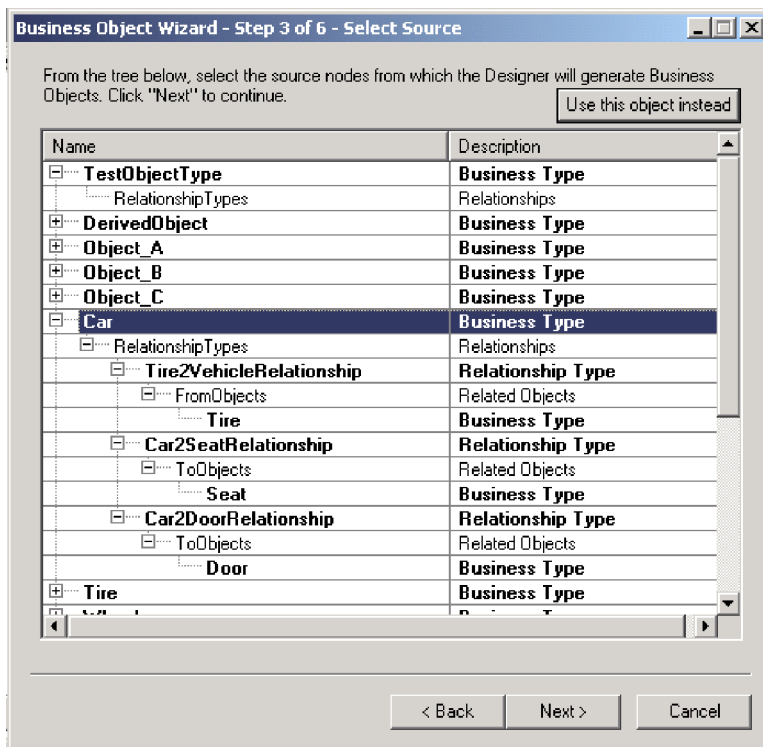 Business Object Wizard - Step 3 of 6 - Select Source
From the tree below, select the source nodes from which the Designer will generate Business
Objects. Click "Next" to continue.
Use this object instead
Name Description
TestObjectType Business Type
RelationshipTypes Relationships
DerivedObject Business Type
Object_A Business Type
Object_B Business Type
Object_C Business Type
Car Business Type
RelationshipTypes Relationships
Tire2VehicleRelationship Relationship Type
FromObjects Related Objects
Tire Business Type
Car2SeatRelationship Relationship Type
ToObjects Related Objects
Seat Business Type
Car2DoorRelationship Relationship Type
ToObjects Related Objects
Door Business Type
Tire Business Type
< Back Next > Cancel